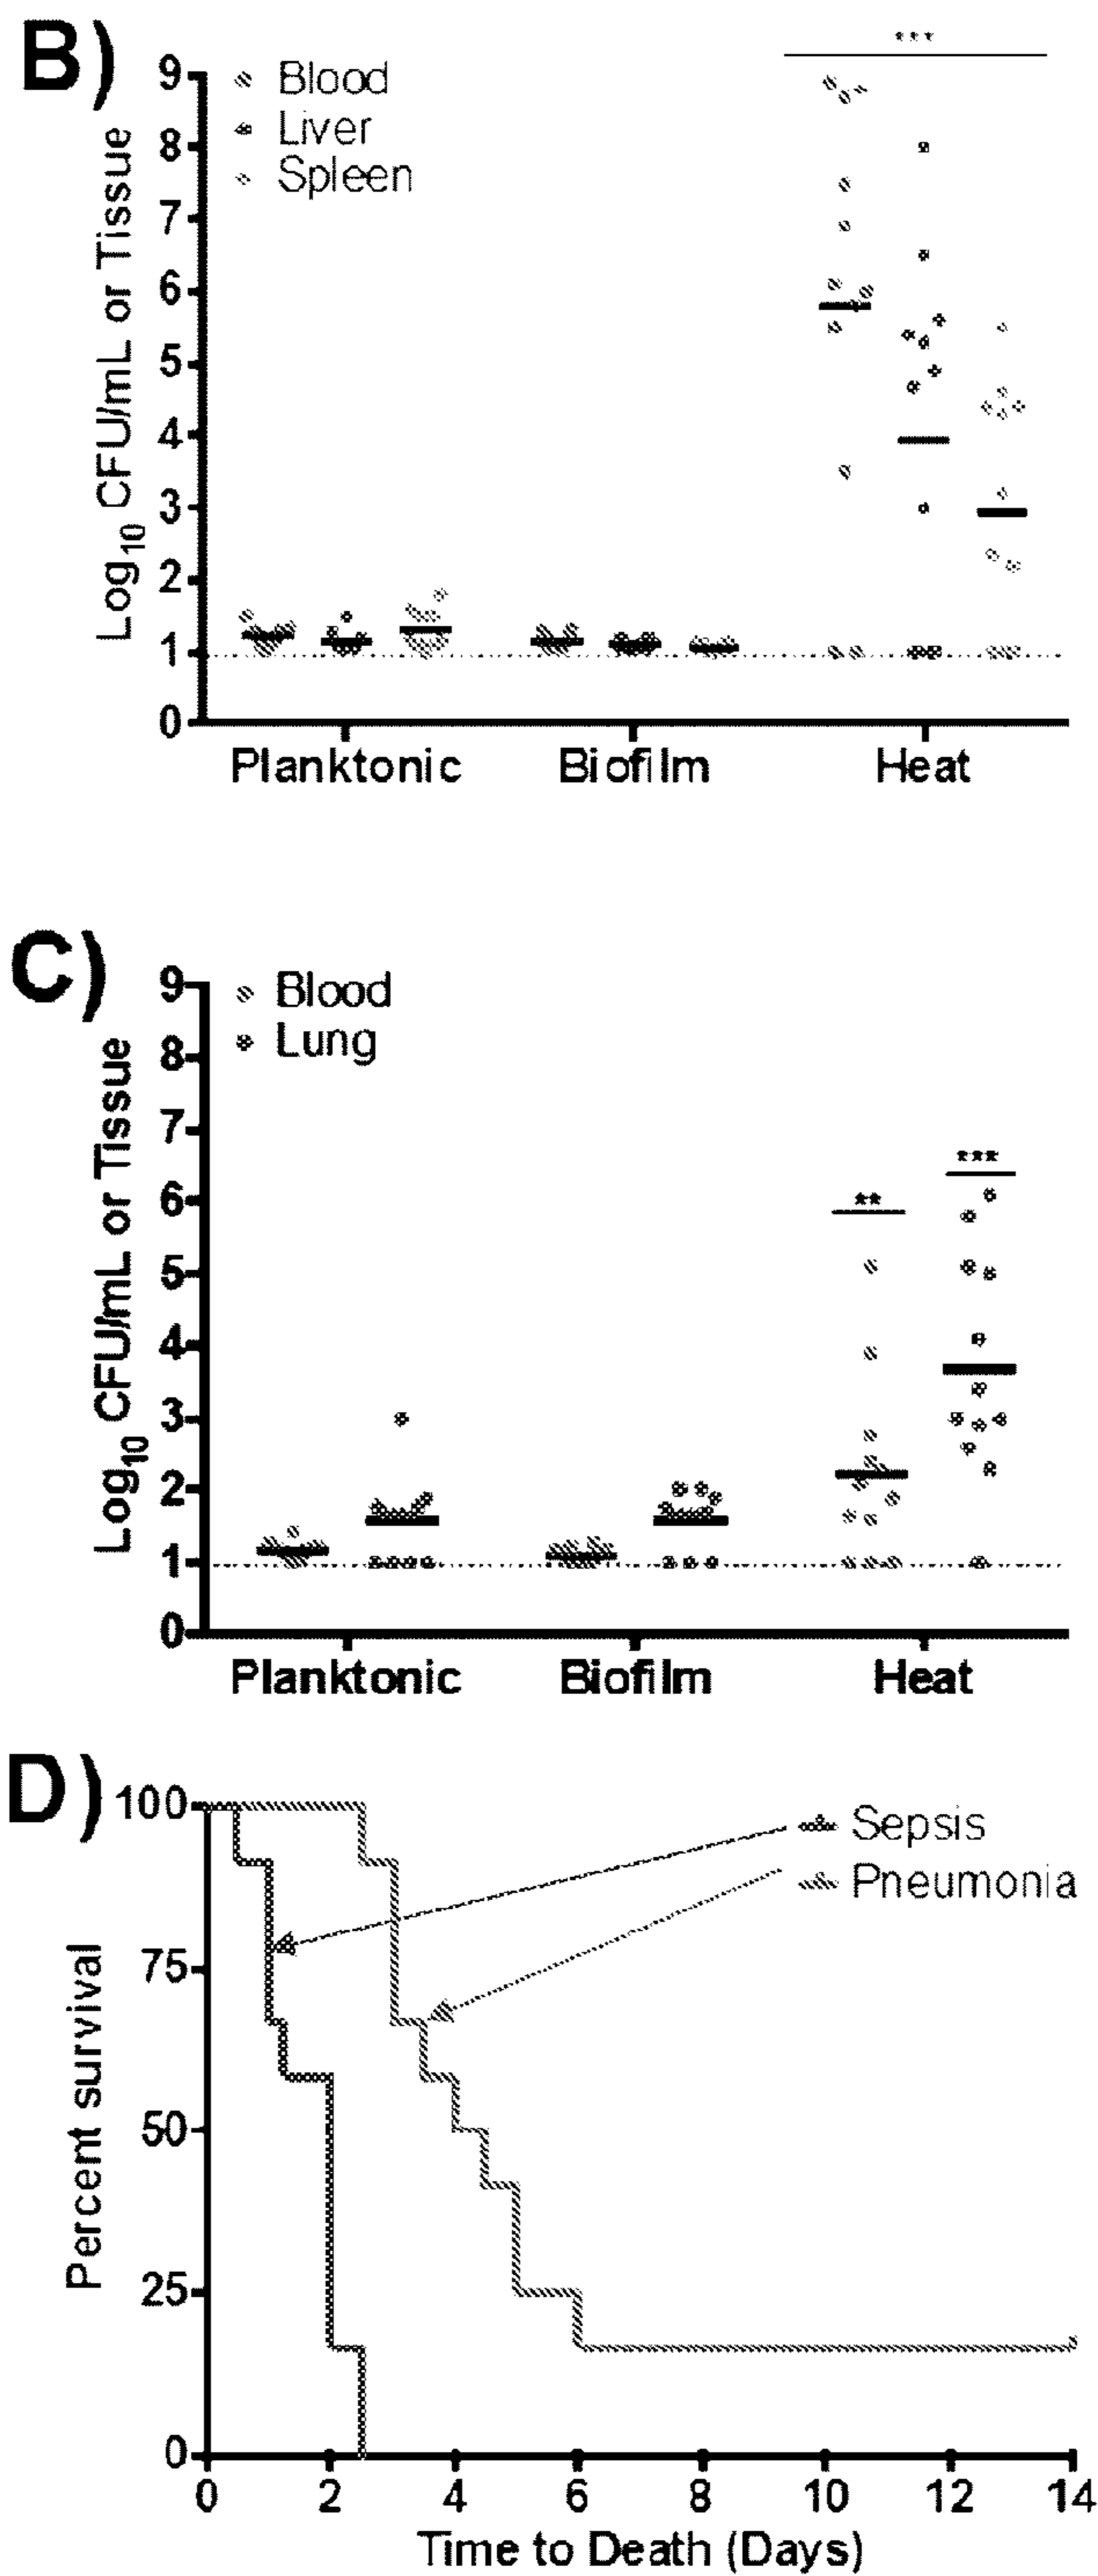 B)
***
9
8
7
6
5
4
3
2
1
0
Log10 CFU/mL or Tissue
Blood
Liver
Spleen
Planktonic Biofilm Heat
C)
9
8
7
6
5
4
3
2
1
0
Log10 CFU/mL or Tissue
Blood
Lung
**
***
Planktonic Biofilm Heat
D)
100
75
50
25
0
Percent survival
Sepsis
Pneumonia
0 2 4 6 8 10 12 14
Time to Death (Days)